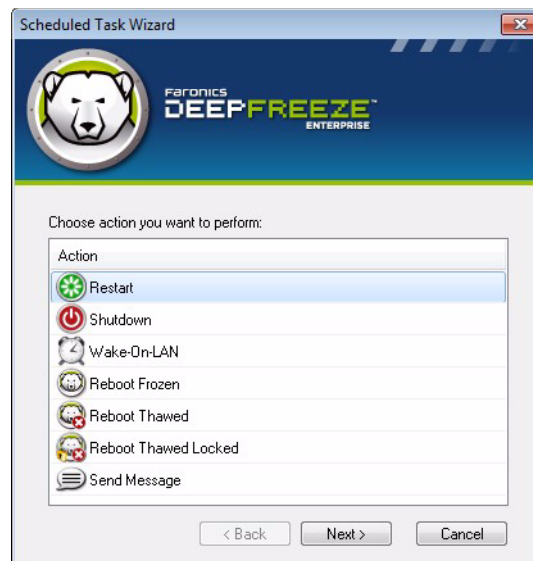 Scheduled Task Wizard
Faronics
DEEPFREEZE™
ENTERPRISE
Choose action you want to perform:
Action
Restart
Shutdown
Wake-On-LAN
Reboot Frozen
Reboot Thawed
Reboot Thawed Locked
Send Message
< Back Next > Cancel